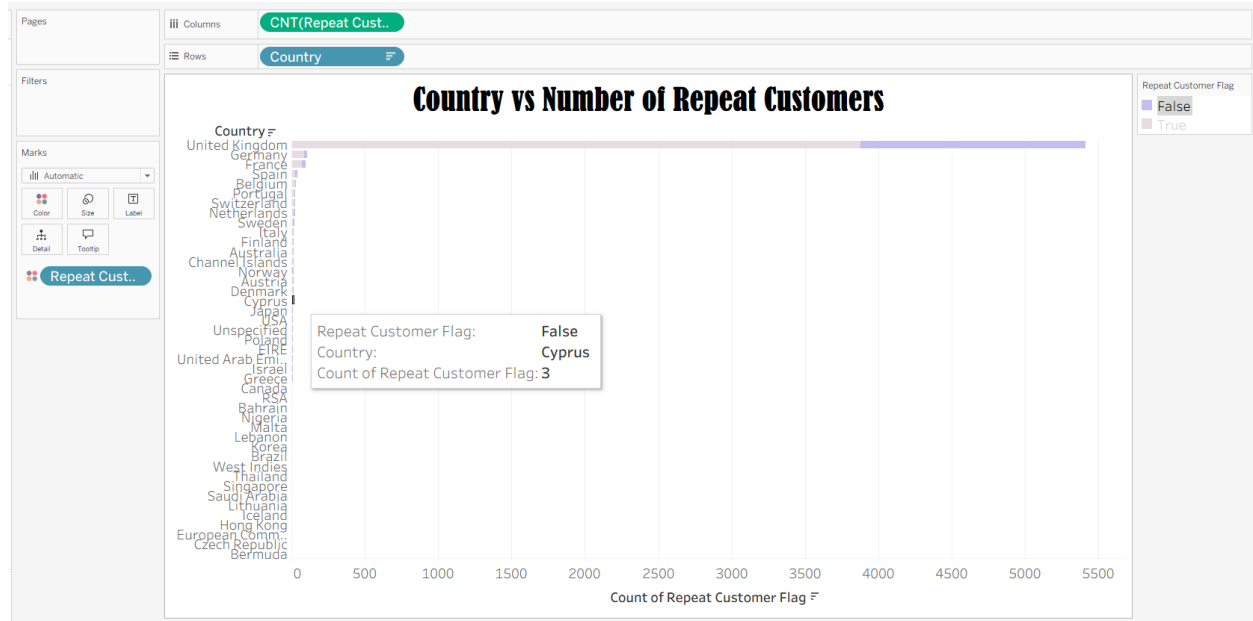 Pages
Columns
CNT(Repeat Cust..
Rows
Country
Filters
Marks
Automatic
Color
Size
Label
Detail
Tooltip
Repeat Cust..
Country vs Number of Repeat Customers
Country
United Kingdom
Germany
France
Spain
Belgium
Portugal
Switzerland
Netherlands
Sweden
Italy
Finland
Australia
Channel Islands
Norway
Austria
Denmark
Cyprus
Japan
USA
Unspecified
Poland
EIRE
United Arab Emi..
Israel
Greece
Canada
RSA
Bahrain
Nigeria
Malta
Lebanon
Korea
Brazil
West Indies
Thailand
Singapore
Saudi Arabia
Lithuania
Iceland
Hong Kong
European Comm..
Czech Republic
Bermuda
Repeat Customer Flag: False
Country: Cyprus
Count of Repeat Customer Flag: 3
0 500 1000 1500 2000 2500 3000 3500 4000 4500 5000 5500
Count of Repeat Customer Flag
Repeat Customer Flag
False
True